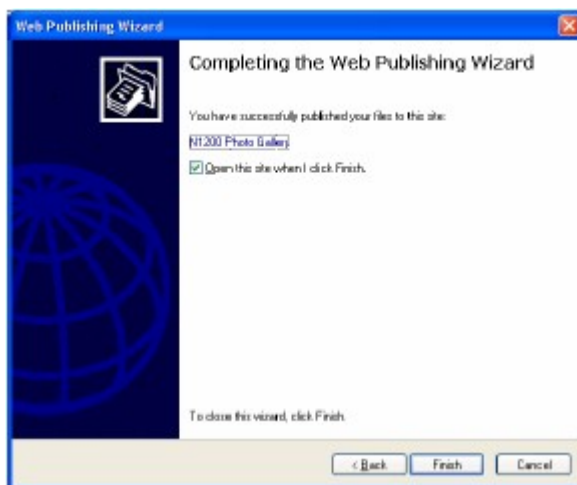 Web Publishing Wizard
Completing the Web Publishing Wizard
You have successfully published your files to this site:
N1200 Photo Gallery
Open this site when I click Finish.
To close this wizard, click Finish.
< Back Finish Cancel